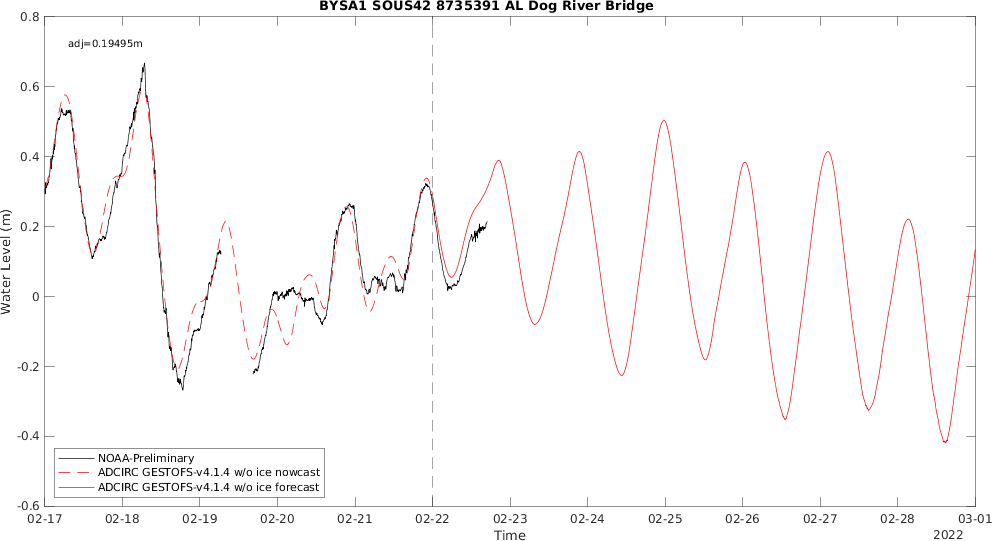 BYSA1 SOUS42 8735391 AL Dog River Bridge
adj=0.19495m
0.8
0.6
0.4
0.2
0
-0.2
-0.4
-0.6
Water Level (m)
NOAA-Preliminary
ADCIRC GESTOFS-v4.1.4 w/o ice nowcast
ADCIRC GESTOFS-v4.1.4 w/o ice forecast
02-17 02-18 02-19 02-20 02-21 02-22 02-23 02-24 02-25 02-26 02-27 02-28 03-01
Time
2022